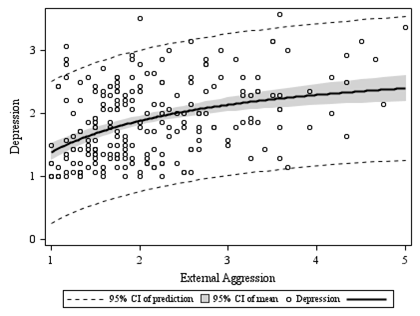 Depression
3
2
1
0
1 2 3 4 5
External Aggression
95% CI of prediction 95% CI of mean Depression